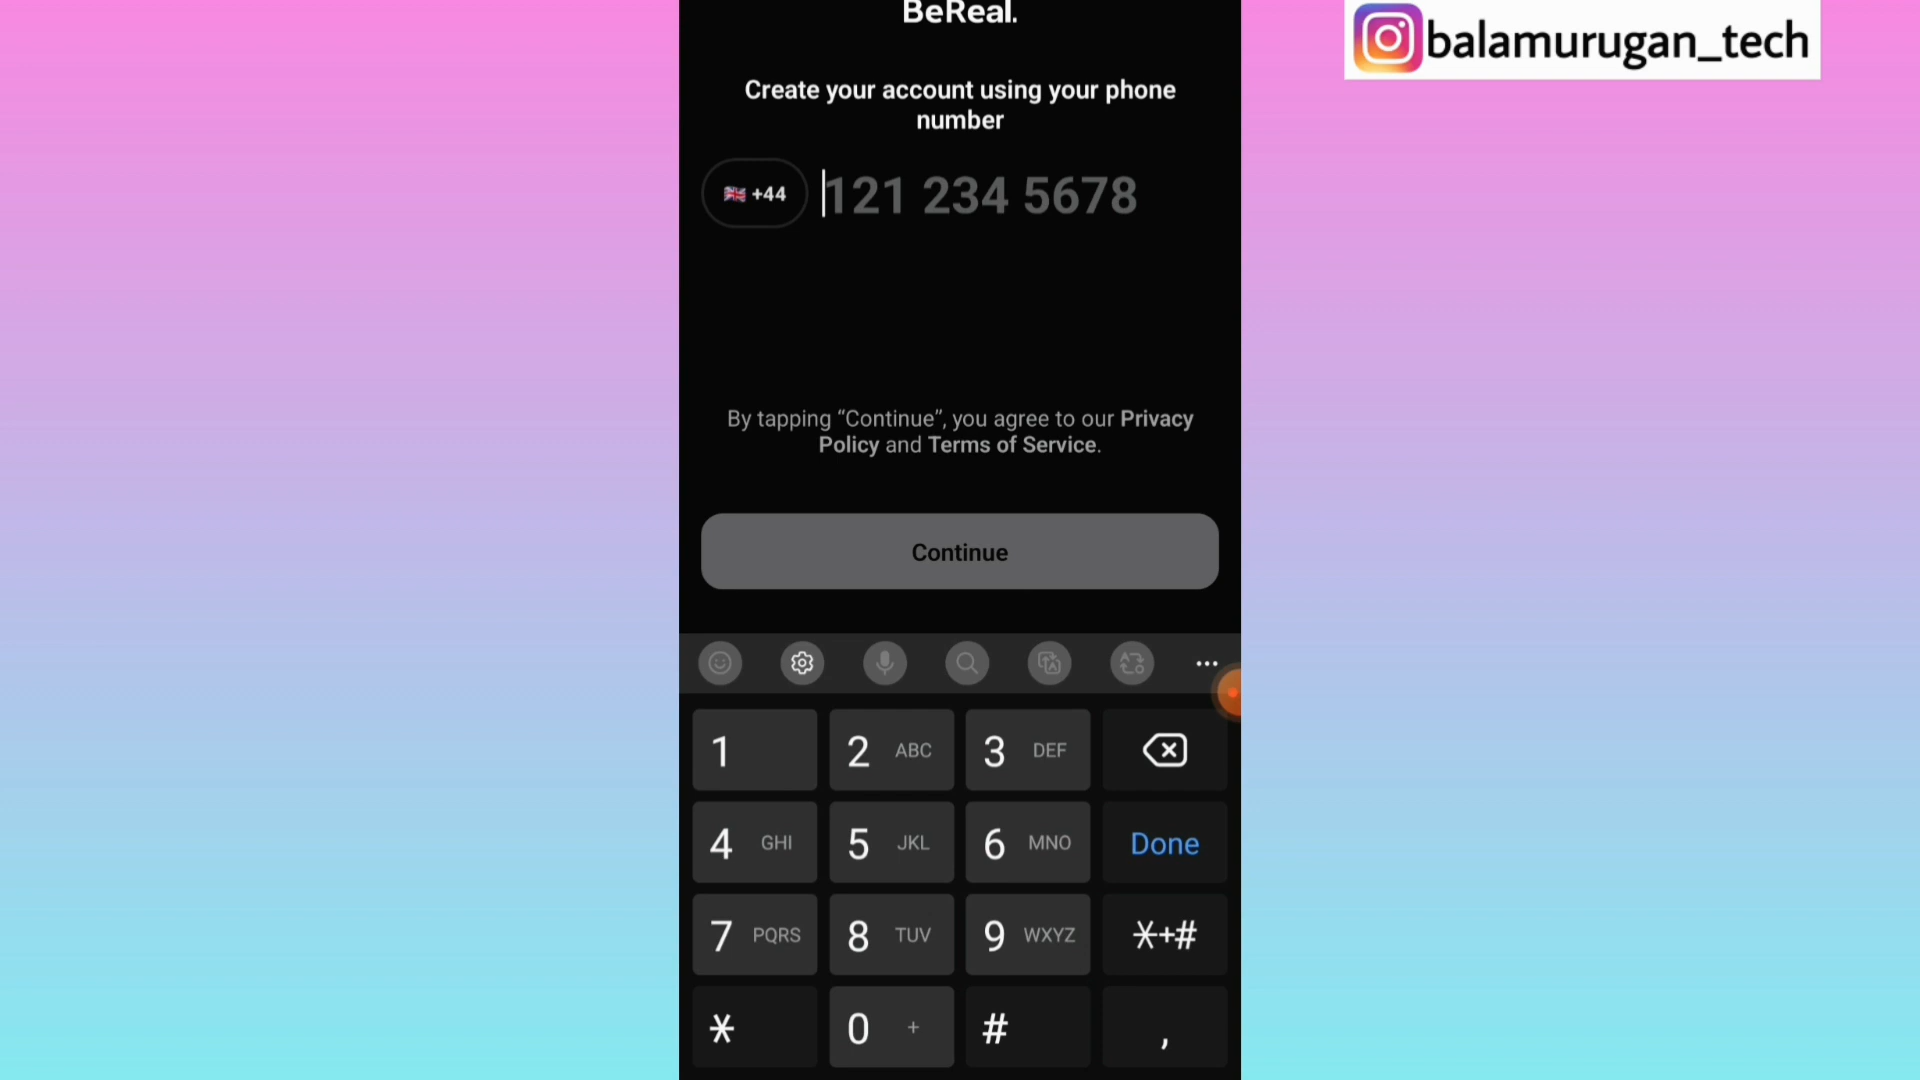 BeReal.
balamurugan_tech
Create your account using your phone
number
+44 121 234 5678
By tapping “Continue”, you agree to our Privacy
Policy and Terms of Service.
Continue
1 2 ABC 3 DEF
4 GHI 5 JKL 6 MNO Done
7 PQRS 8 TUV 9 WXYZ *+#
* 0 + # ,